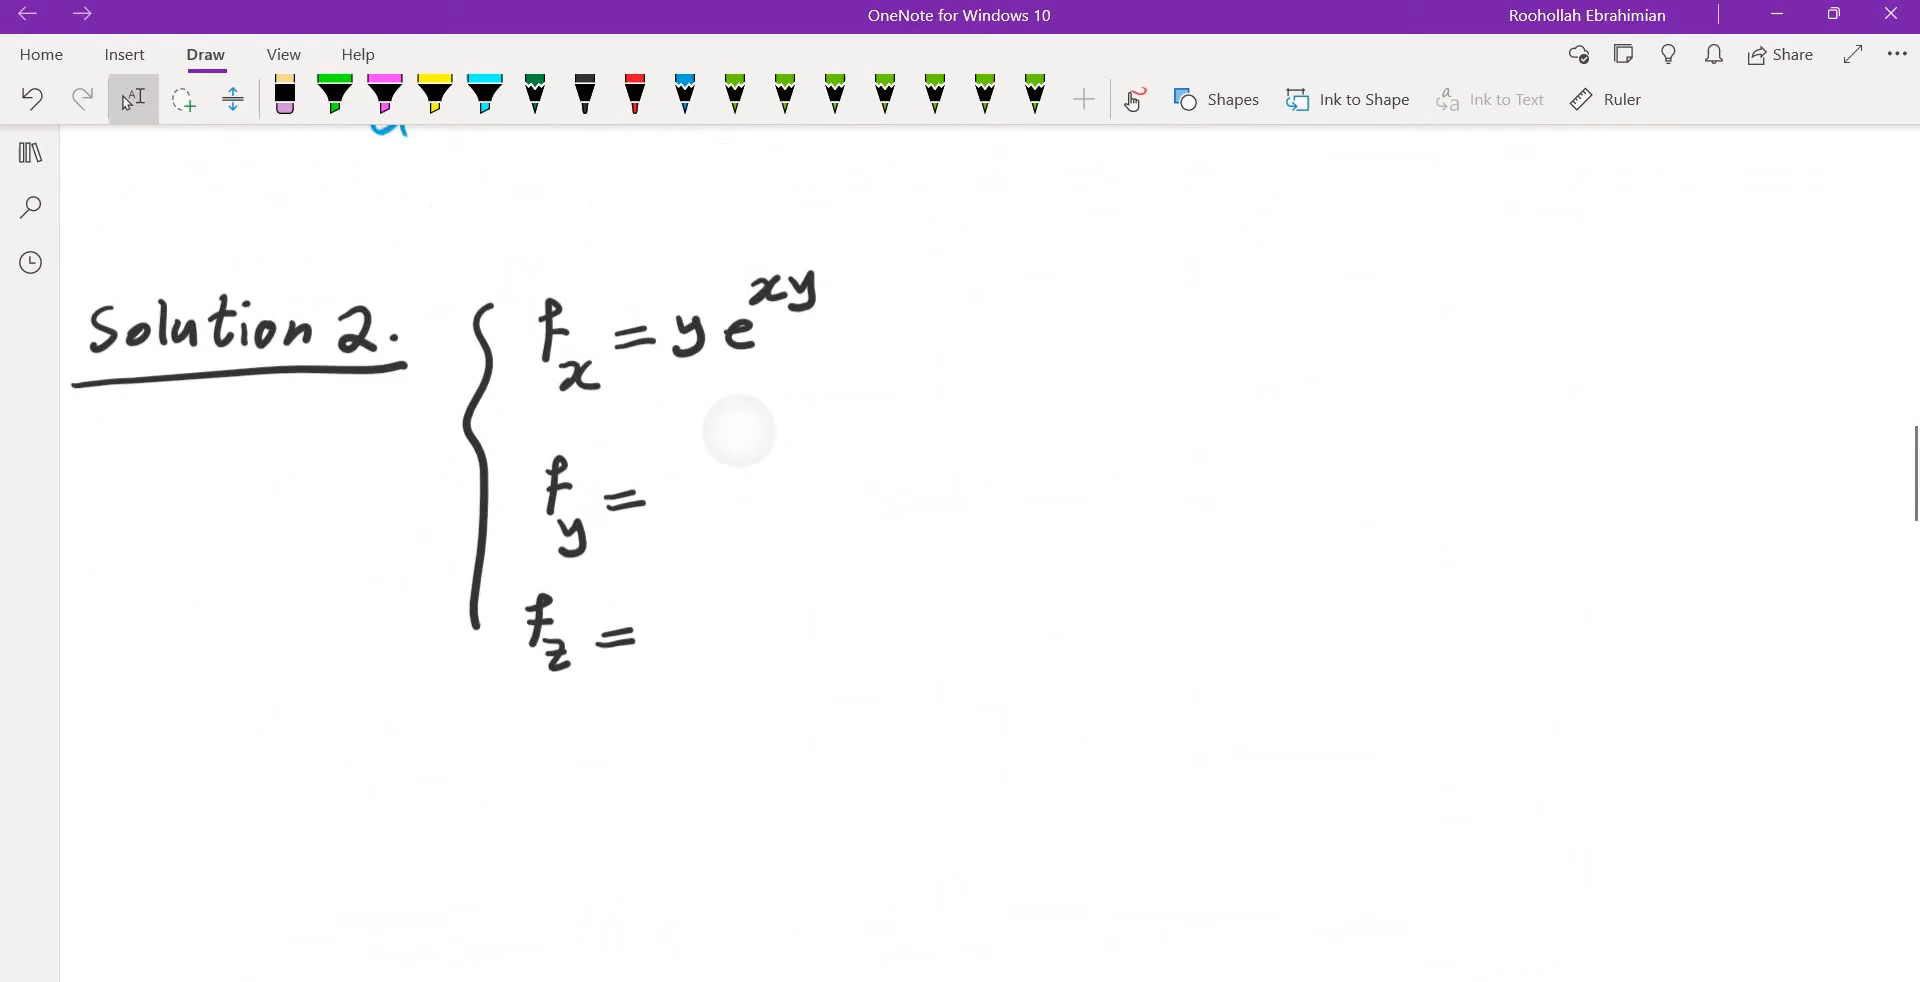 OneNote for Windows 10
Roohollah Ebrahimian
Home Insert Draw View Help
Share
Shapes Ink to Shape Ink to Text Ruler
Solution 2. { f_x = y e^{xy}
f_y =
f_z =